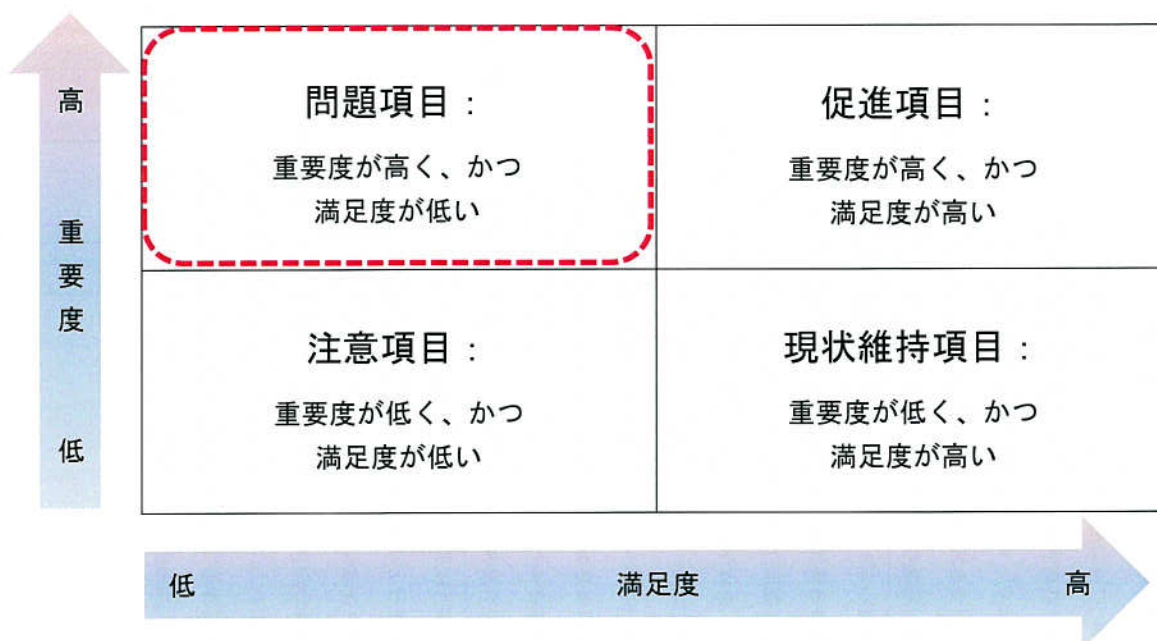 高
重要度
低
問題項目：
重要度が高く、かつ
満足度が低い
促進項目：
重要度が高く、かつ
満足度が高い
注意項目：
重要度が低く、かつ
満足度が低い
現状維持項目：
重要度が低く、かつ
満足度が高い
低 満足度 高